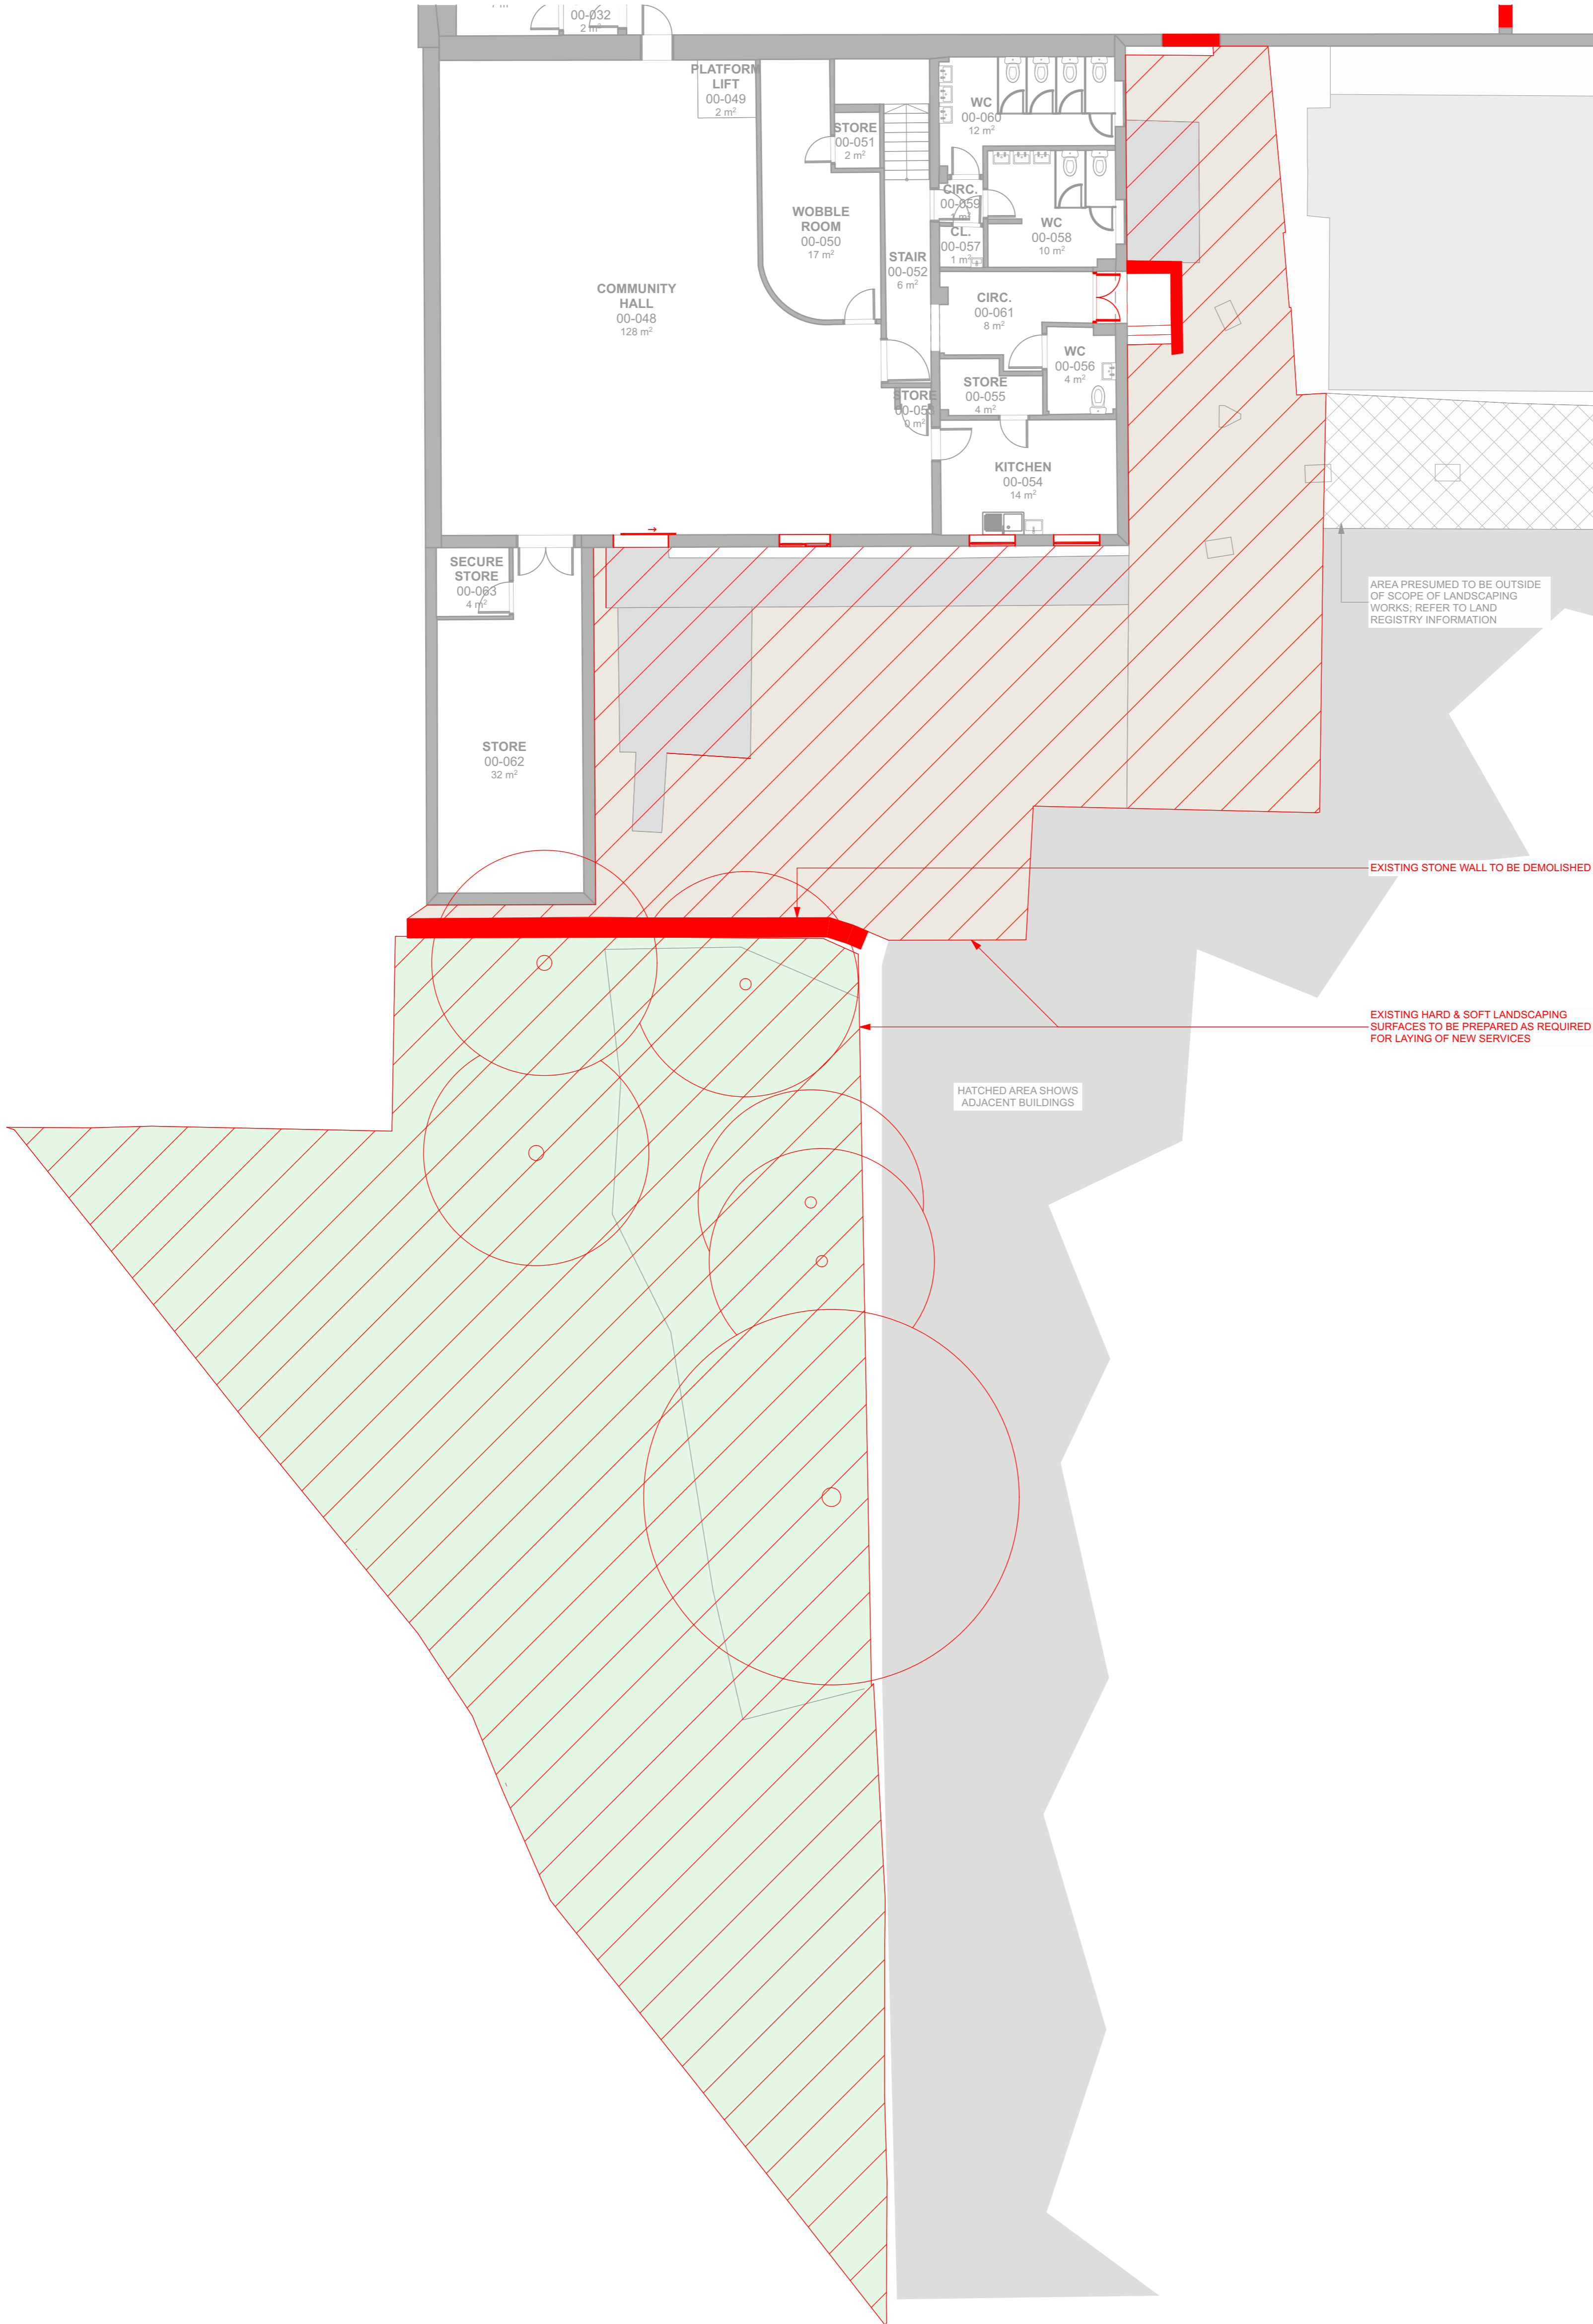 00-032
2 m²
PLATFORM
LIFT
00-049
2 m²
STORE
00-051
2 m²
WC
00-060
12 m²
CIRC.
00-059
WOBBLE
ROOM
00-050
17 m²
WC
00-058
10 m²
CL.
00-057
1 m²
STAIR
00-052
6 m²
COMMUNITY
HALL
00-048
128 m²
CIRC.
00-061
8 m²
WC
00-056
4 m²
STORE
00-055
4 m²
STORE
0 m²
KITCHEN
00-054
14 m²
→
SECURE
STORE
00-063
4 m²
AREA PRESUMED TO BE OUTSIDE
OF SCOPE OF LANDSCAPING
WORKS; REFER TO LAND
REGISTRY INFORMATION
STORE
00-062
32 m²
EXISTING STONE WALL TO BE DEMOLISHED
EXISTING HARD & SOFT LANDSCAPING
SURFACES TO BE PREPARED AS REQUIRED
FOR LAYING OF NEW SERVICES
HATCHED AREA SHOWS
ADJACENT BUILDINGS